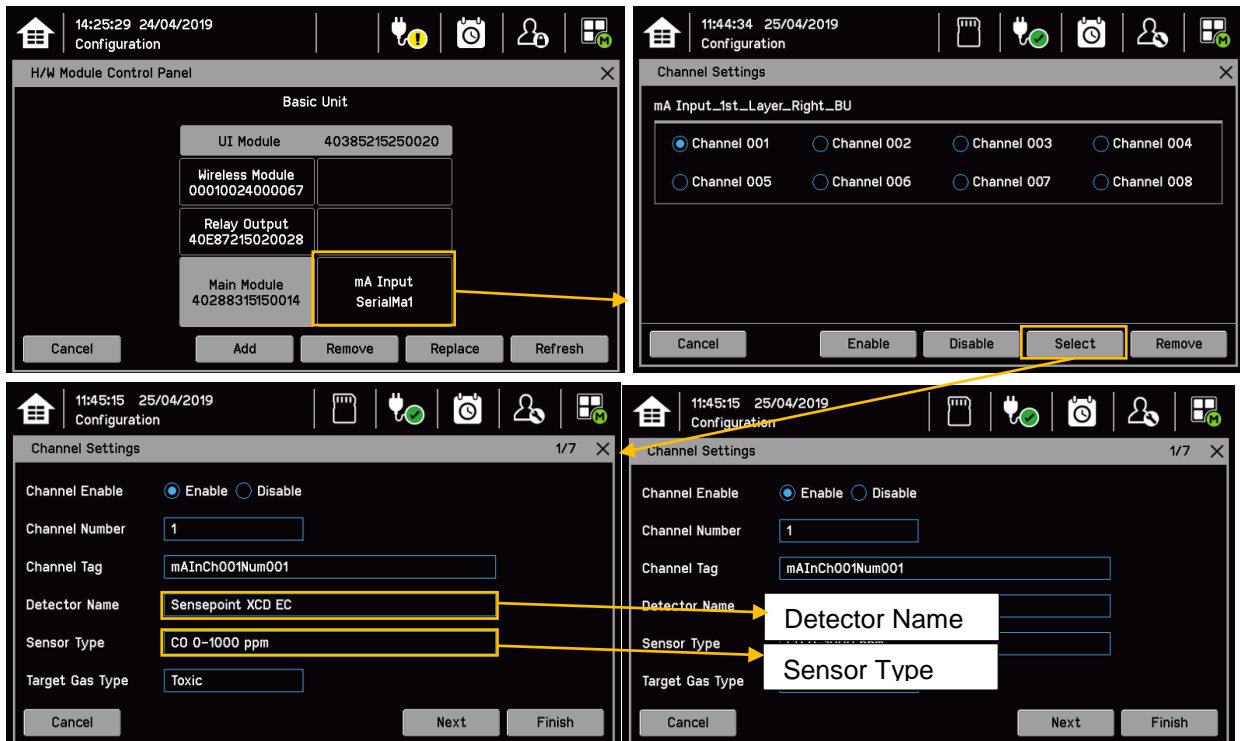 14:25:29 24/04/2019
Configuration
H/W Module Control Panel
Basic Unit
UI Module 40385215250020
Wireless Module
00010024000067
Relay Output
40E87215020028
Main Module
40288315150014
mA Input
SerialMa1
Cancel Add Remove Replace Refresh
11:44:34 25/04/2019
Configuration
Channel Settings
mA Input_1st_Layer_Right_BU
Channel 001 Channel 002 Channel 003 Channel 004
Channel 005 Channel 006 Channel 007 Channel 008
Cancel Enable Disable Select Remove
11:45:15 25/04/2019
Configuration
Channel Settings 1/7
Channel Enable Enable Disable
Channel Number 1
Channel Tag mAInCh001Num001
Detector Name Sensepoint XCD EC
Sensor Type CO 0-1000 ppm
Target Gas Type Toxic
Cancel Next Finish
11:45:15 25/04/2019
Configuration
Channel Settings 1/7
Channel Enable Enable Disable
Channel Number 1
Channel Tag mAInCh001Num001
Detector Name Detector Name
Sensor Type
Sensor Type
Target Gas Type
Cancel Next Finish